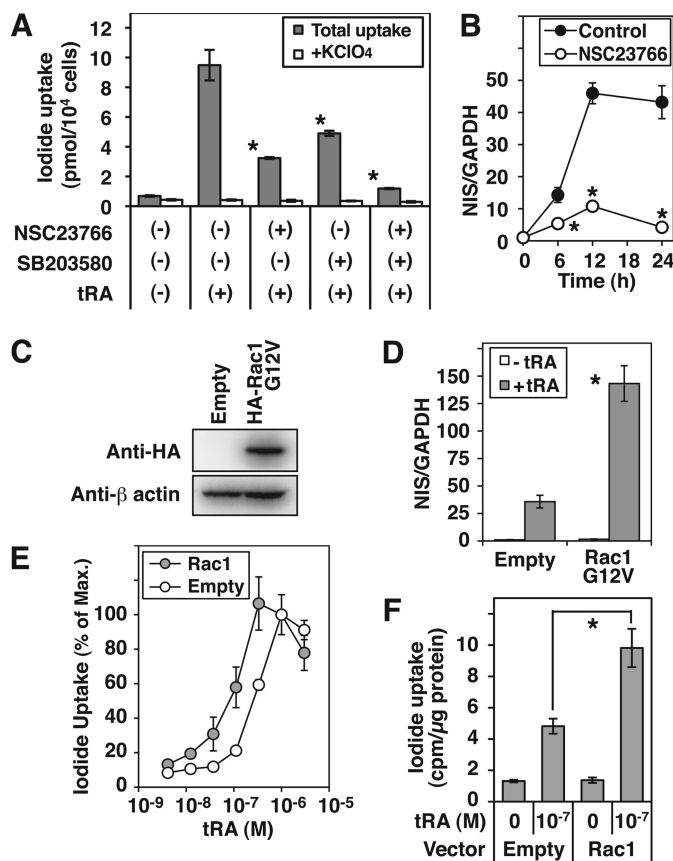 A
Iodide uptake
(pmol/10⁴ cells)
12
10
8
6
4
2
0
Total uptake
+KClO₄
*
*
*
NSC23766 (-) (-) (+) (-) (+)
SB203580 (-) (-) (-) (+) (+)
tRA (-) (+) (+) (+) (+)
B
Control
NSC23766
NIS/GAPDH
50
40
30
20
10
0
*
*
*
0 6 12 18 24
Time (h)
C
Empty
HA-Rac1
G12V
Anti-HA
Anti-β actin
D
- tRA
+ tRA
NIS/GAPDH
150
125
100
75
50
25
0
*
Empty
Rac1
G12V
E
Rac1
Empty
Iodide Uptake (% of Max.)
120
100
80
60
40
20
0
10⁻⁹ 10⁻⁸ 10⁻⁷ 10⁻⁶ 10⁻⁵
tRA (M)
F
Iodide uptake
(cpm/µg protein)
10
8
6
4
2
0
*
tRA (M) 0 10⁻⁷ 0 10⁻⁷
Vector Empty Rac1